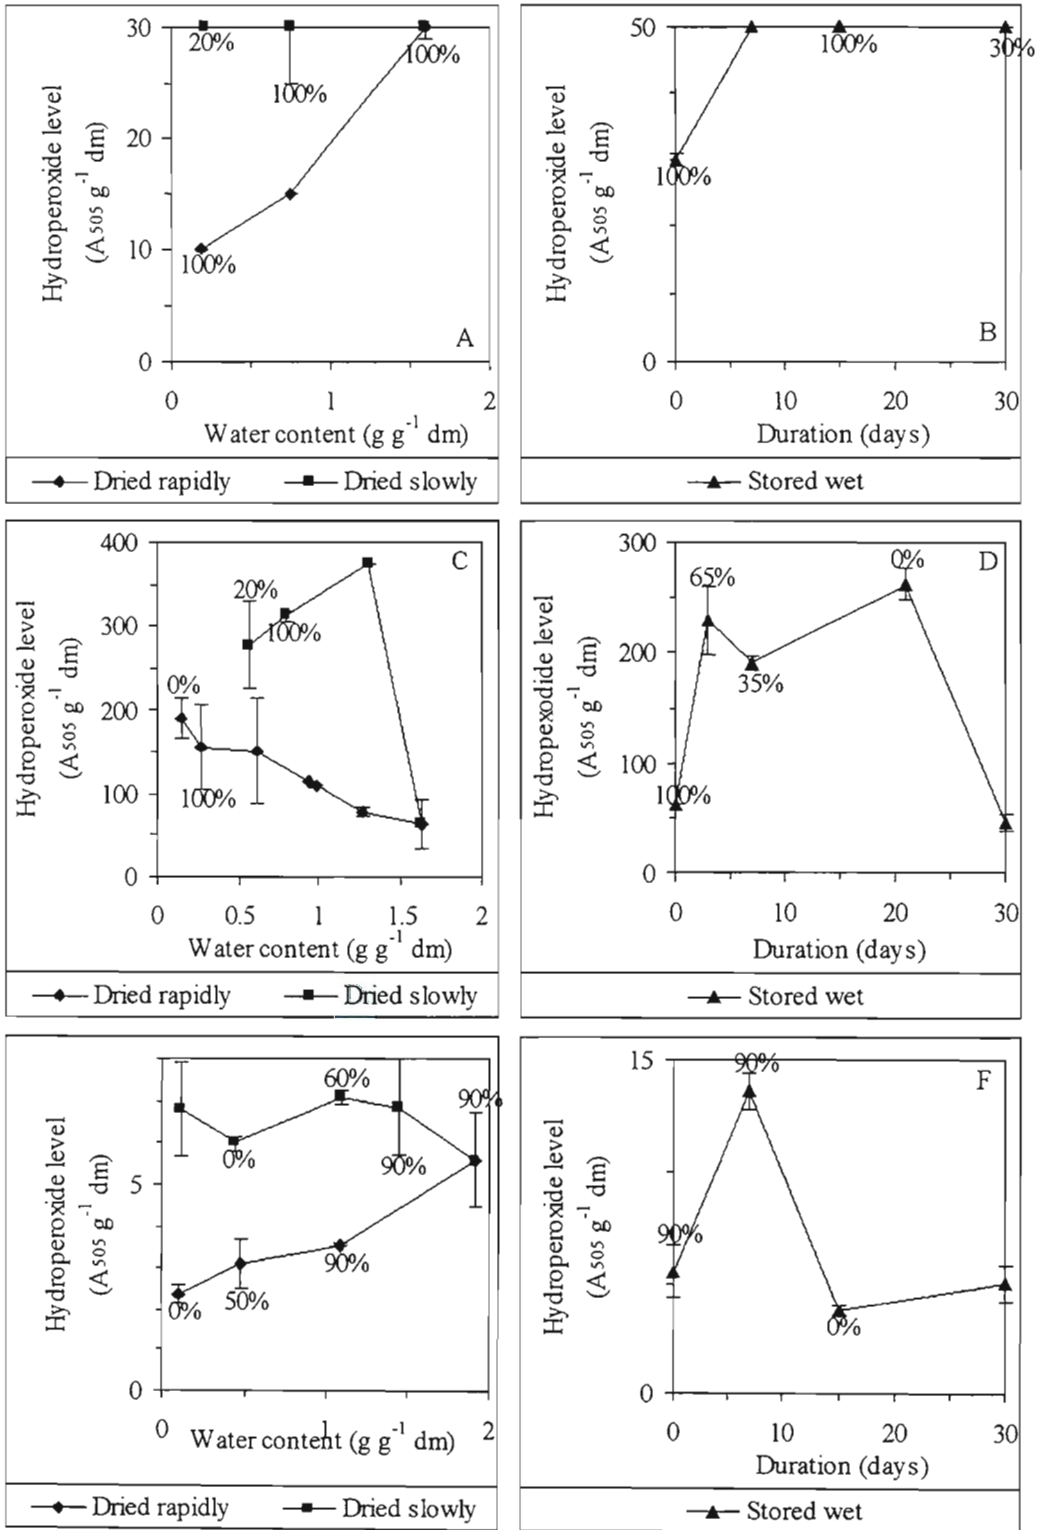 30
20
10
0
20%
100%
100%
100%
A
0 1 2
Hydroperoxide level
(A505 g-1 dm)
Water content (g g-1 dm)
Dried rapidly Dried slowly
50
0
100%
100%
30%
B
0 10 20 30
Hydroperoxide level
(A505 g-1 dm)
Duration (days)
Stored wet
400
300
200
100
0
C
20%
100%
0%
100%
0 0.5 1 1.5 2
Hydroperoxide level
(A505 g-1 dm)
Water content (g g-1 dm)
Dried rapidly Dried slowly
300
200
100
0
0%
D
65%
35%
100%
0 10 20 30
Hydropexodide level
(A505 g-1 dm)
Duration (days)
Stored wet
5
0
60%
90%
0%
90%
90%
50%
0%
0 1 2
Hydroperoxide level
(A505 g-1 dm)
Water content (g g-1 dm)
Dried rapidly Dried slowly
15
0
90%
F
90%
0%
0 10 20 30
Hydroperoxide level
(A505 g-1 dm)
Duration (days)
Stored wet